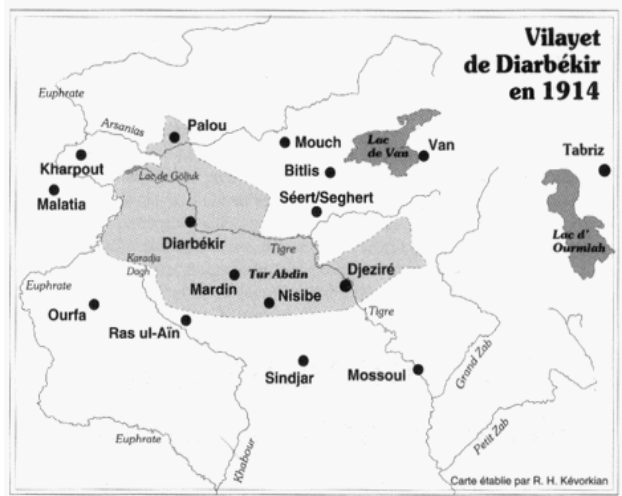 Vilayet
de Diarbékir
en 1914
Euphrate
Arsanias
Palou
Mouch
Lac
de Van
Van
Tabriz
Kharpout
Bitlis
Lac de Göljuk
Malatia
Séert/Seghert
Diarbékir
Tigre
Lac d'
Ourmiah
Karadja
Dagh
Tur Abdin
Djeziré
Euphrate
Mardin
Nisibe
Ourfa
Tigre
Ras ul-Aïn
Sindjar
Mossoul
Grand Zab
Euphrate
Khabour
Petit Zab
Carte établie par R. H. Kévorkian